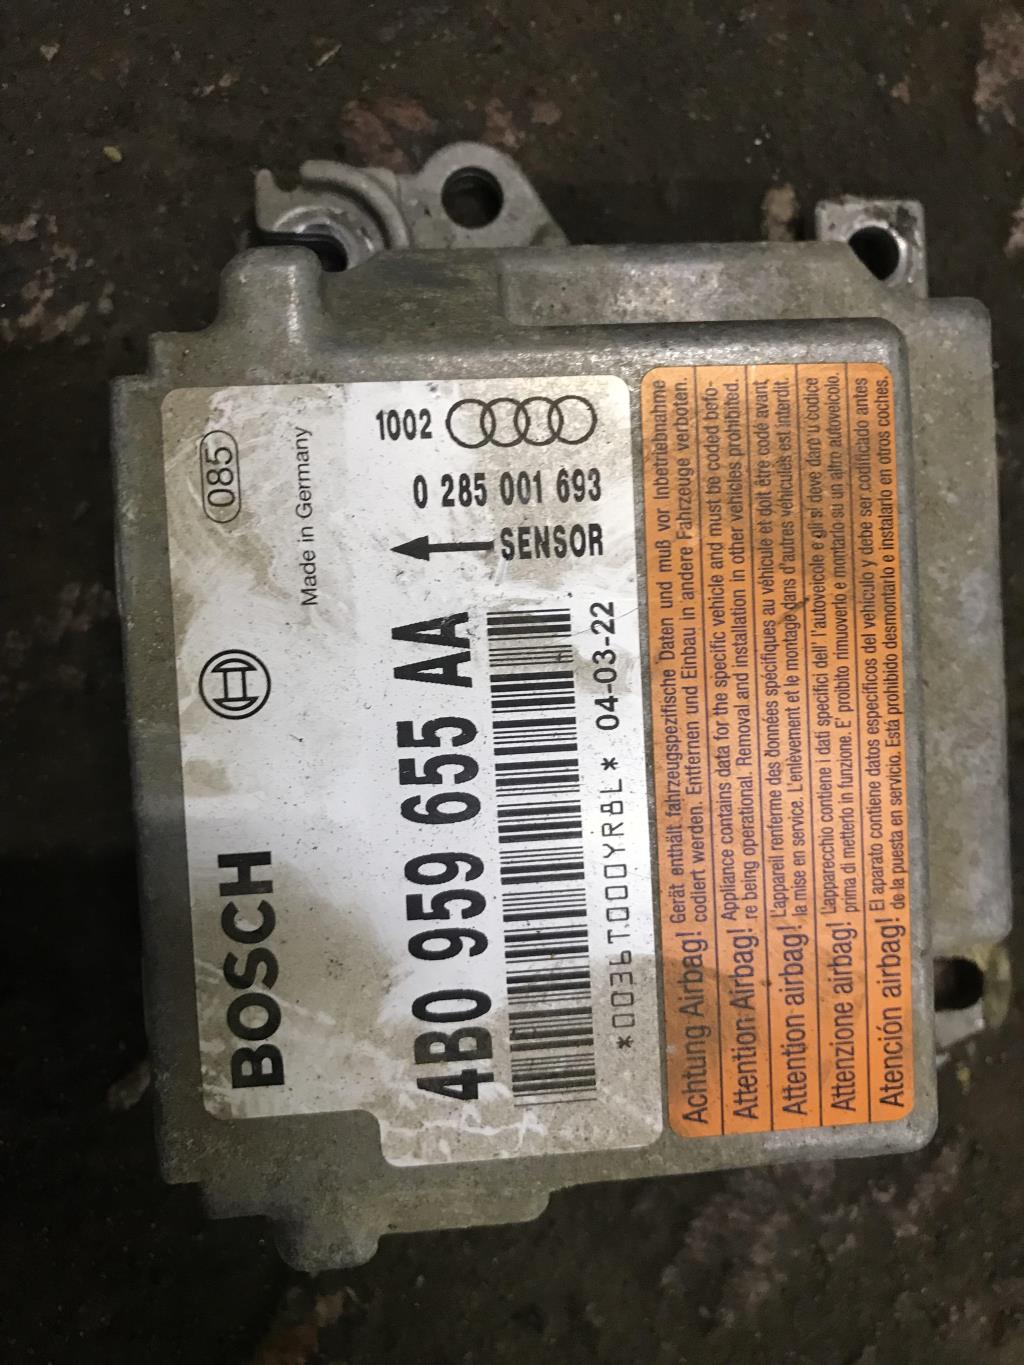 BOSCH
085
Made in Germany
1002
0 285 001 693
SENSOR
4B0 959 655 AA
*0036T000YR8L* 04-03-22
Achtung Airbag! Gerät enthält fahrzeugspezifische Daten und muß vor Inbetriebnahme
codiert werden. Entfernen und Einbau in andere Fahrzeuge verboten.
Attention Airbag! Appliance contains data for the specific vehicle and must be coded befo-
re being operational. Removal and installation in other vehicles prohibited.
Attention airbag! L'appareil renferme des données spécifiques au véhicule et doit être codé avant
la mise en service. L'enlèvement et le montage dans d'autres véhicules est interdit.
Attenzione airbag! L'apparecchio contiene i dati specifici dell'autoveicole e gli si deve dare u codice
prima di metterlo in funzione. E' proibito rimuoverlo e montarlo su un altro autoveicolo.
Atención airbag! El aparato contiene datos específicos del vehículo y debe ser codificado antes
de la puesta en servicio. Está prohibido desmontarlo e instalarlo en otros coches.